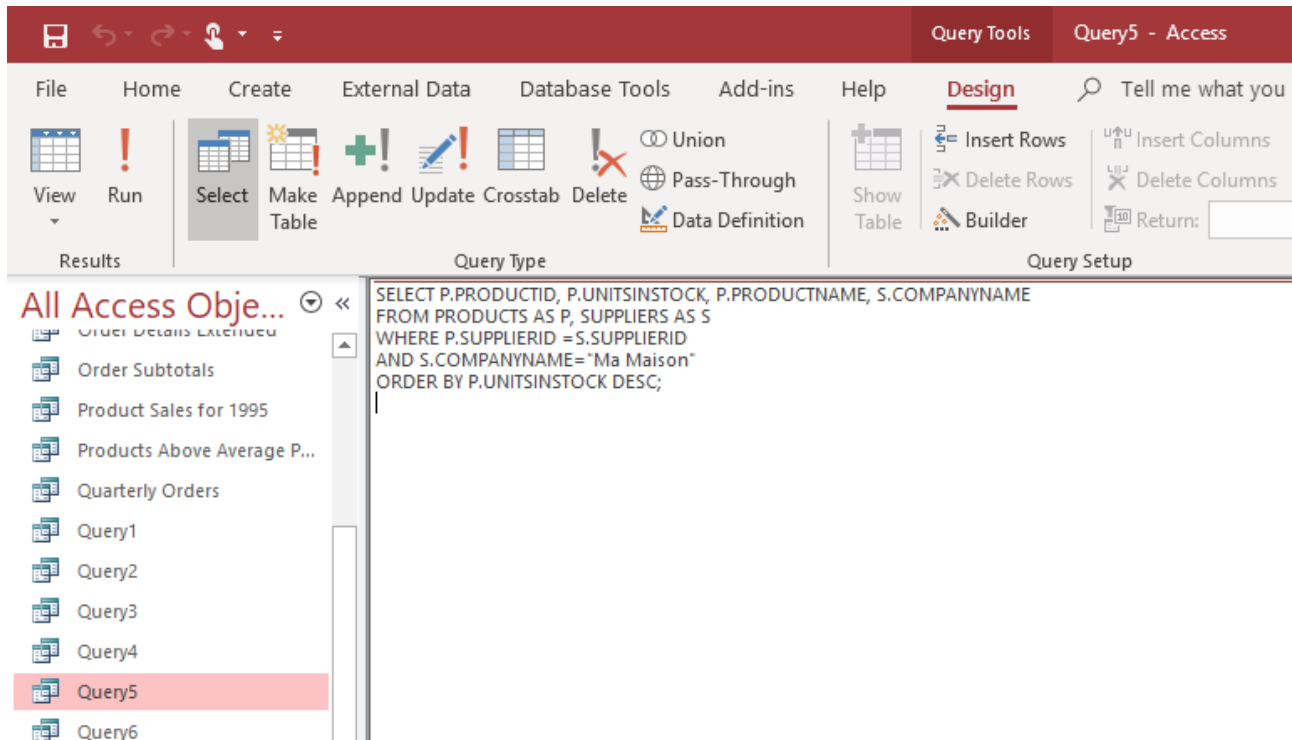 Query Tools
Query5 - Access
File Home Create External Data Database Tools Add-ins Help Design Tell me what you
View
Run
Select
Make
Table
Append
Update
Crosstab
Delete
Union
Pass-Through
Data Definition
Show
Table
Insert Rows
Delete Rows
Builder
Insert Columns
Delete Columns
Return:
Results
Query Type
Query Setup
All Access Obje...
Order Details Extended
Order Subtotals
Product Sales for 1995
Products Above Average P...
Quarterly Orders
Query1
Query2
Query3
Query4
Query5
Query6
SELECT P.PRODUCTID, P.UNITSINSTOCK, P.PRODUCTNAME, S.COMPANYNAME
FROM PRODUCTS AS P, SUPPLIERS AS S
WHERE P.SUPPLIERID =S.SUPPLIERID
AND S.COMPANYNAME="Ma Maison"
ORDER BY P.UNITSINSTOCK DESC;